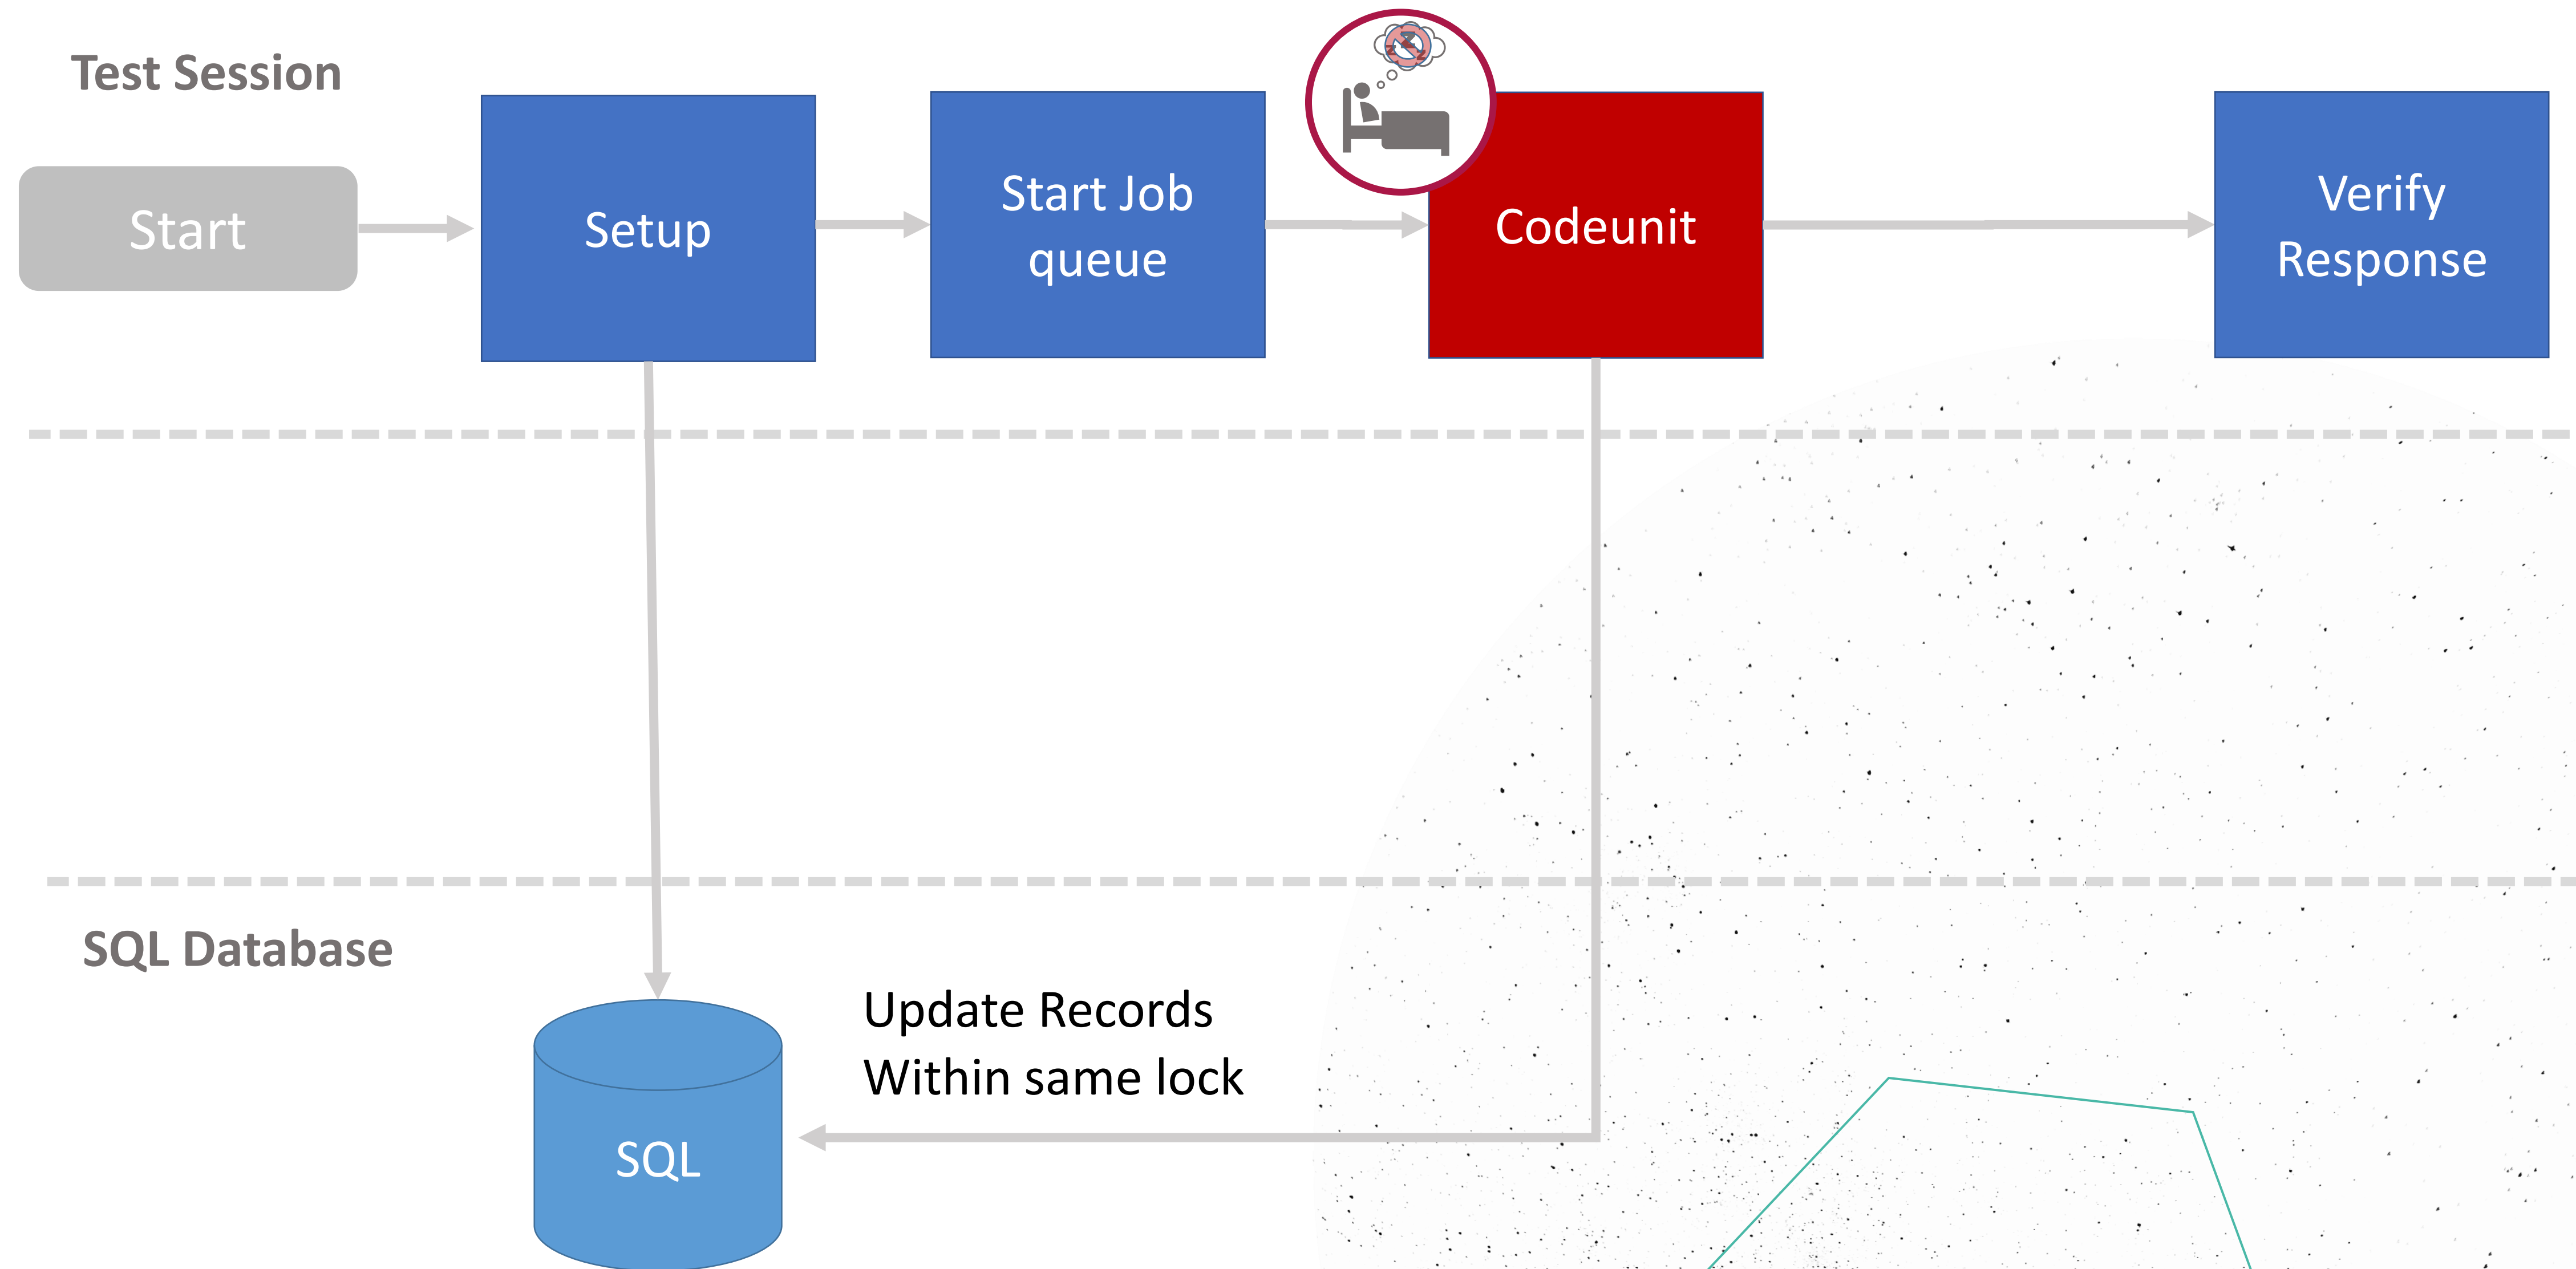 Test Session
Start
Setup
Start Job
queue
Codeunit
Verify
Response
z
z
z
SQL Database
Update Records
Within same lock
SQL